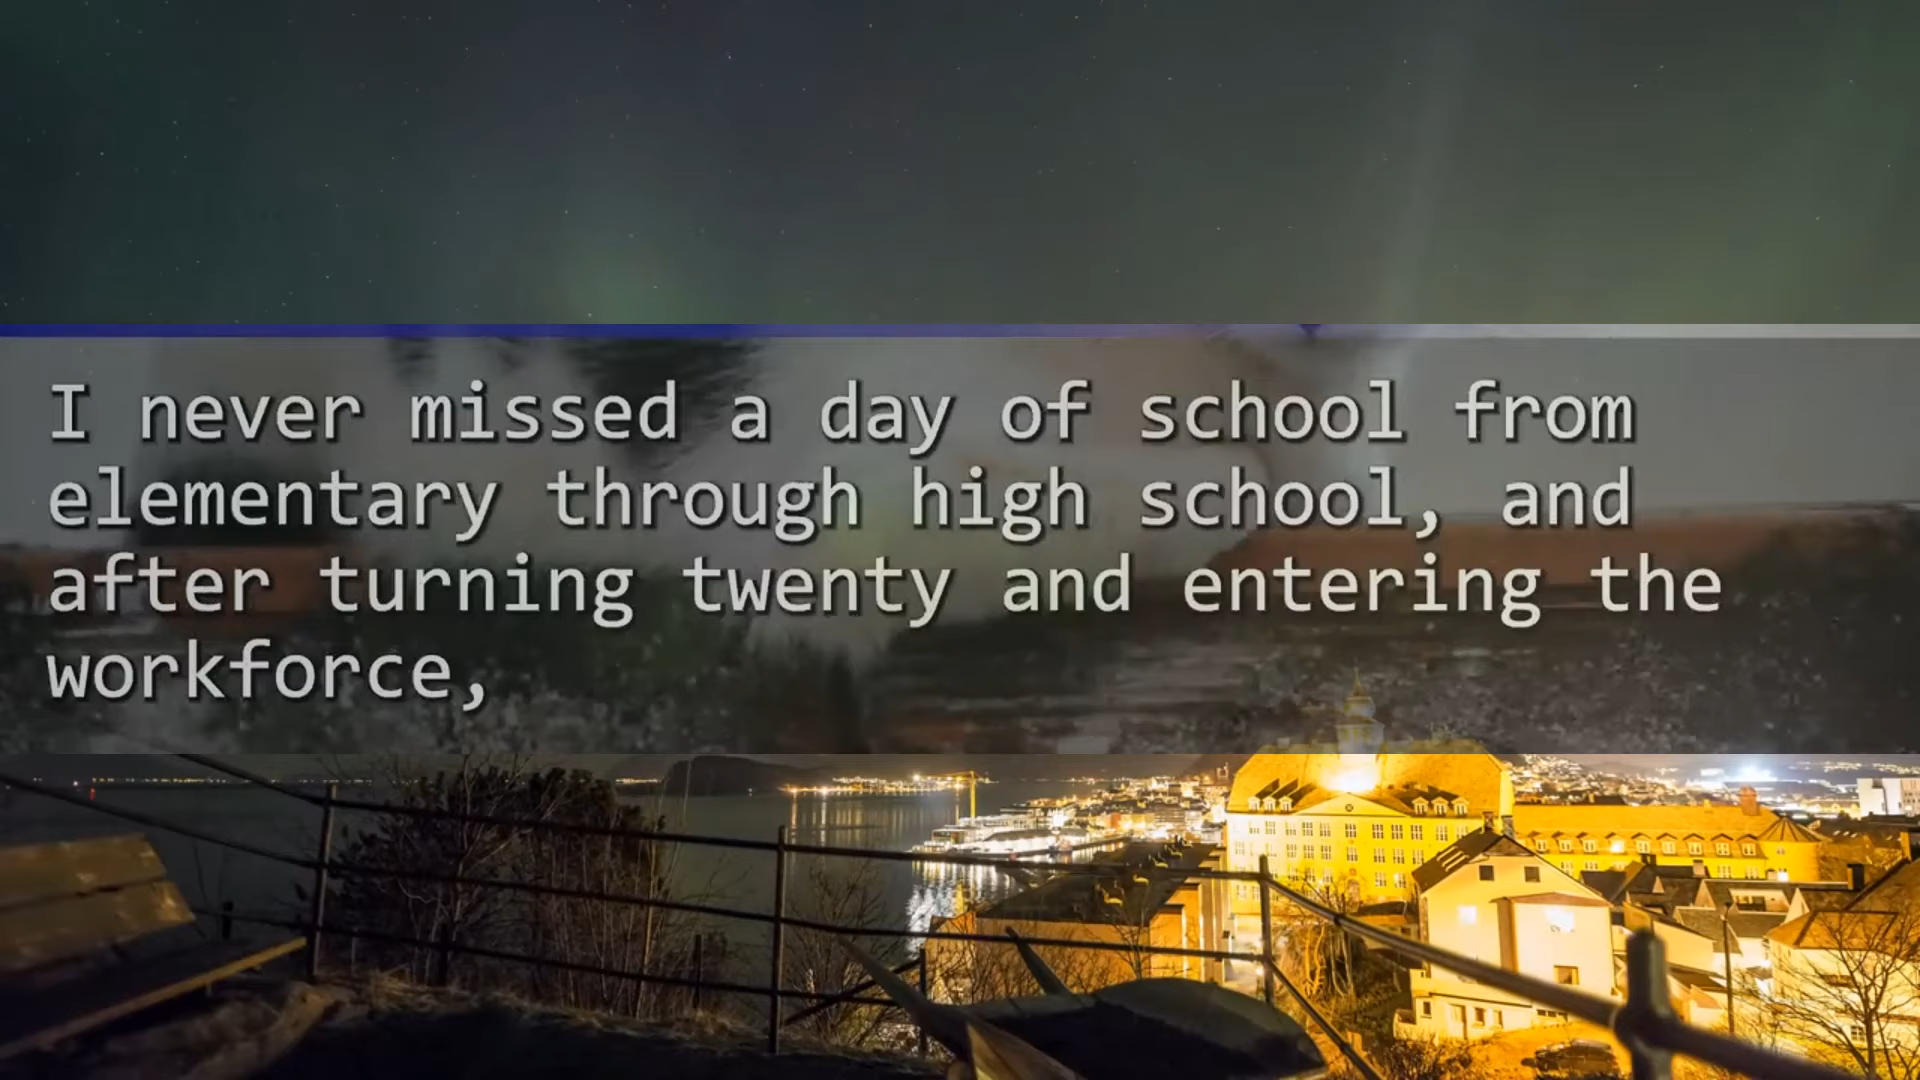 I never missed a day of school from
elementary through high school, and
after turning twenty and entering the
workforce,